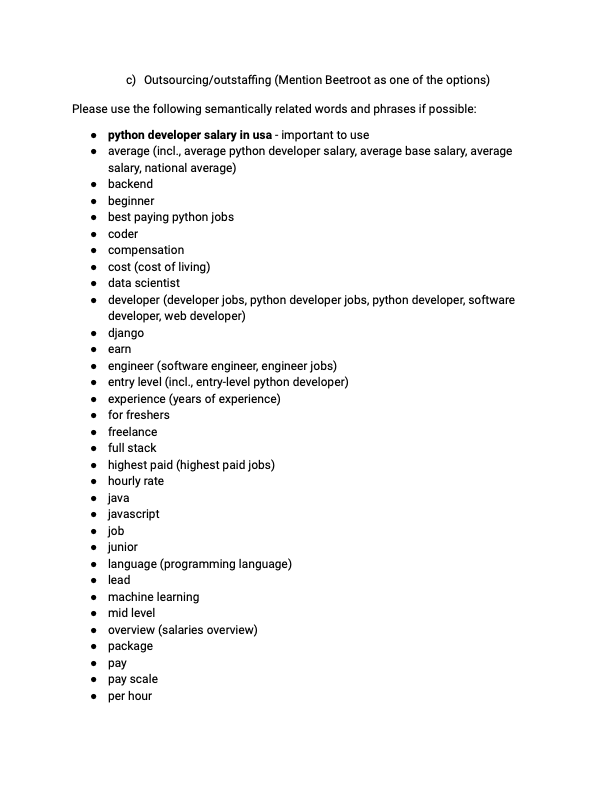 c) Outsourcing/outstaffing (Mention Beetroot as one of the options)
Please use the following semantically related words and phrases if possible:
● python developer salary in usa - important to use
● average (incl., average python developer salary, average base salary, average
salary, national average)
● backend
● beginner
● best paying python jobs
● coder
● compensation
● cost (cost of living)
● data scientist
● developer (developer jobs, python developer jobs, python developer, software
developer, web developer)
● django
● earn
● engineer (software engineer, engineer jobs)
● entry level (incl., entry-level python developer)
● experience (years of experience)
● for freshers
● freelance
● full stack
● highest paid (highest paid jobs)
● hourly rate
● java
● javascript
● job
● junior
● language (programming language)
● lead
● machine learning
● mid level
● overview (salaries overview)
● package
● pay
● pay scale
● per hour